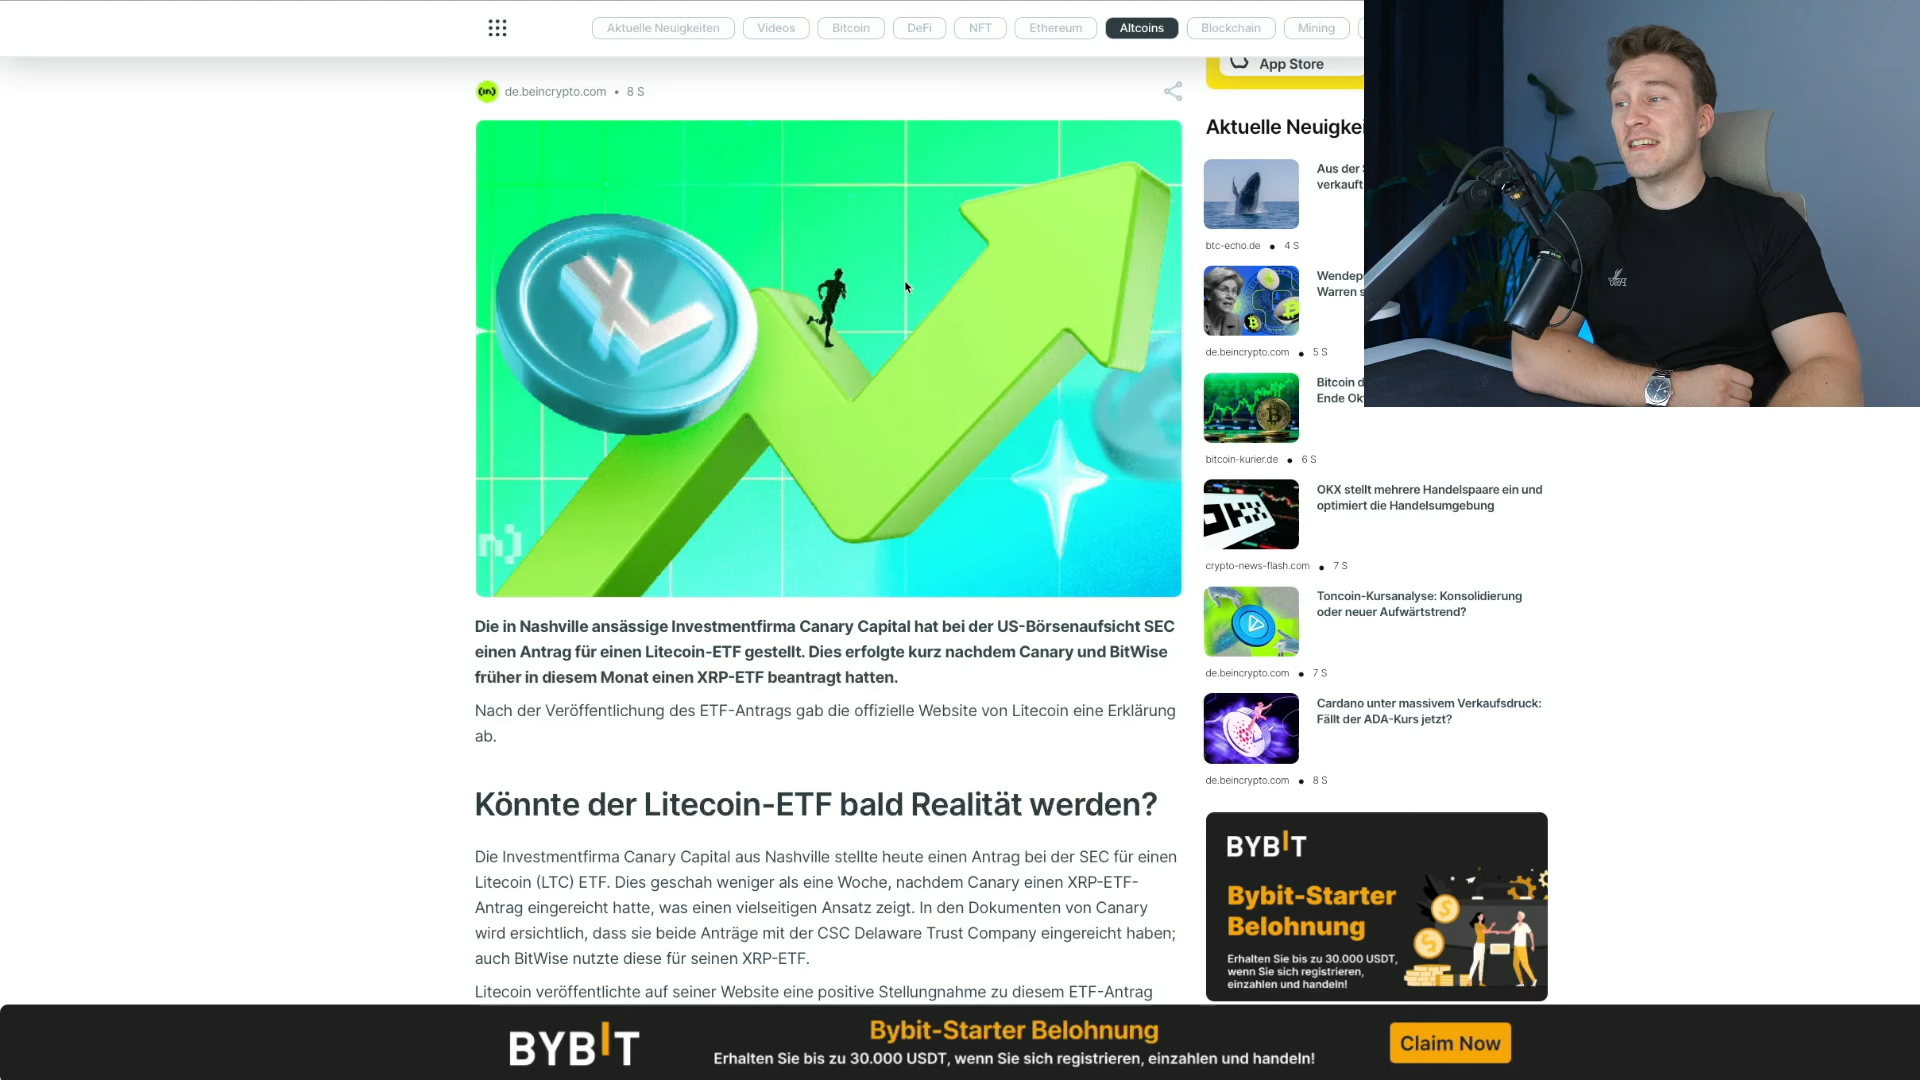 Aktuelle Neuigkeiten
Videos
Bitcoin
DeFi
NFT
Ethereum
Altcoins
Blockchain
Mining
de.beincrypto.com • 8 S
App Store
Die in Nashville ansässige Investmentfirma Canary Capital hat bei der US-Börsenaufsicht SEC
einen Antrag für einen Litecoin-ETF gestellt. Dies erfolgte kurz nachdem Canary und BitWise
früher in diesem Monat einen XRP-ETF beantragt hatten.
Nach der Veröffentlichung des ETF-Antrags gab die offizielle Website von Litecoin eine Erklärung
ab.
Könnte der Litecoin-ETF bald Realität werden?
Die Investmentfirma Canary Capital aus Nashville stellte heute einen Antrag bei der SEC für einen
Litecoin (LTC) ETF. Dies geschah weniger als eine Woche, nachdem Canary einen XRP-ETF-
Antrag eingereicht hatte, was einen vielseitigen Ansatz zeigt. In den Dokumenten von Canary
wird ersichtlich, dass sie beide Anträge mit der CSC Delaware Trust Company eingereicht haben;
auch BitWise nutzte diese für seinen XRP-ETF.
Litecoin veröffentlichte auf seiner Website eine positive Stellungnahme zu diesem ETF-Antrag
Aktuelle Neuigkei
Aus der
verkauft
btc-echo.de • 4 S
Wendep
Warren s
de.beincrypto.com • 5 S
Bitcoin d
Ende Ok
bitcoin-kurier.de • 6 S
OKX stellt mehrere Handelspaare ein und
optimiert die Handelsumgebung
crypto-news-flash.com • 7 S
Toncoin-Kursanalyse: Konsolidierung
oder neuer Aufwärtstrend?
de.beincrypto.com • 7 S
Cardano unter massivem Verkaufsdruck:
Fällt der ADA-Kurs jetzt?
de.beincrypto.com • 8 S
BYBIT
Bybit-Starter
Belohnung
Erhalten Sie bis zu 30.000 USDT,
wenn Sie sich registrieren,
einzahlen und handeln!
BYBIT
Bybit-Starter Belohnung
Erhalten Sie bis zu 30.000 USDT, wenn Sie sich registrieren, einzahlen und handeln!
Claim Now